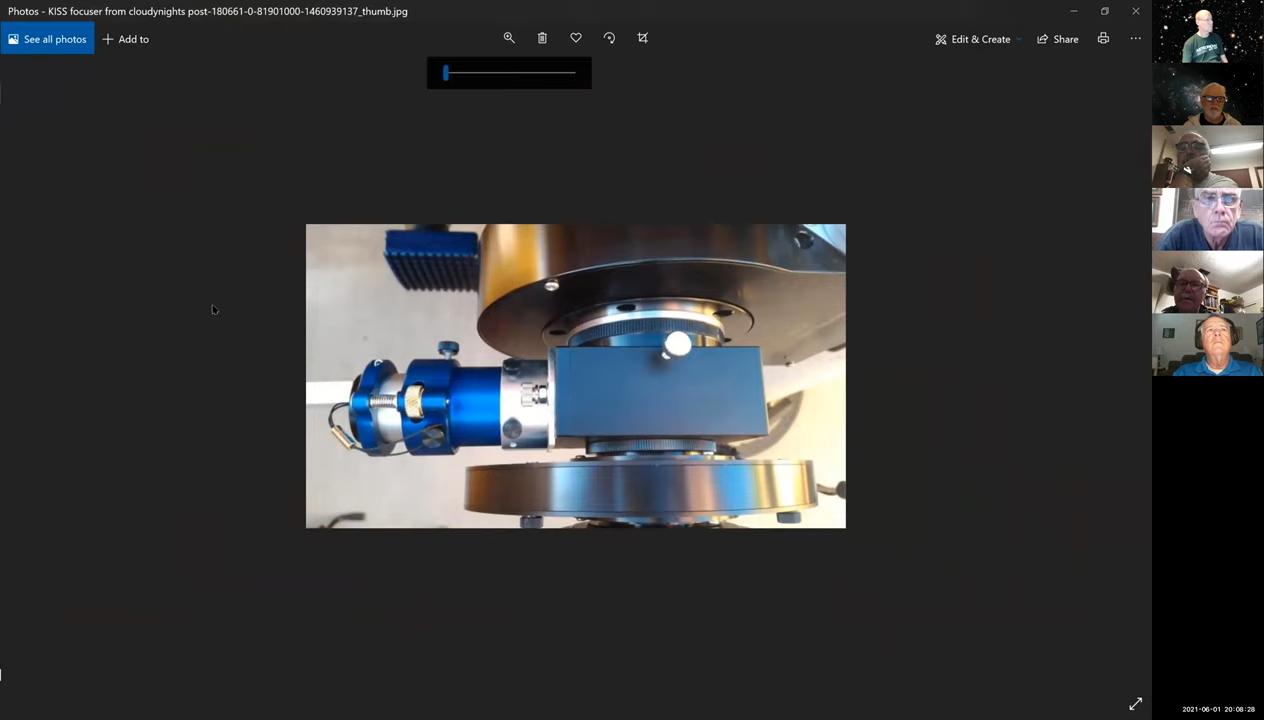 Photos - KISS focuser from cloudynights post-180661-0-81901000-1460939137_thumb.jpg
See all photos
Add to
Edit & Create
Share
2021-06-01 20:08:28